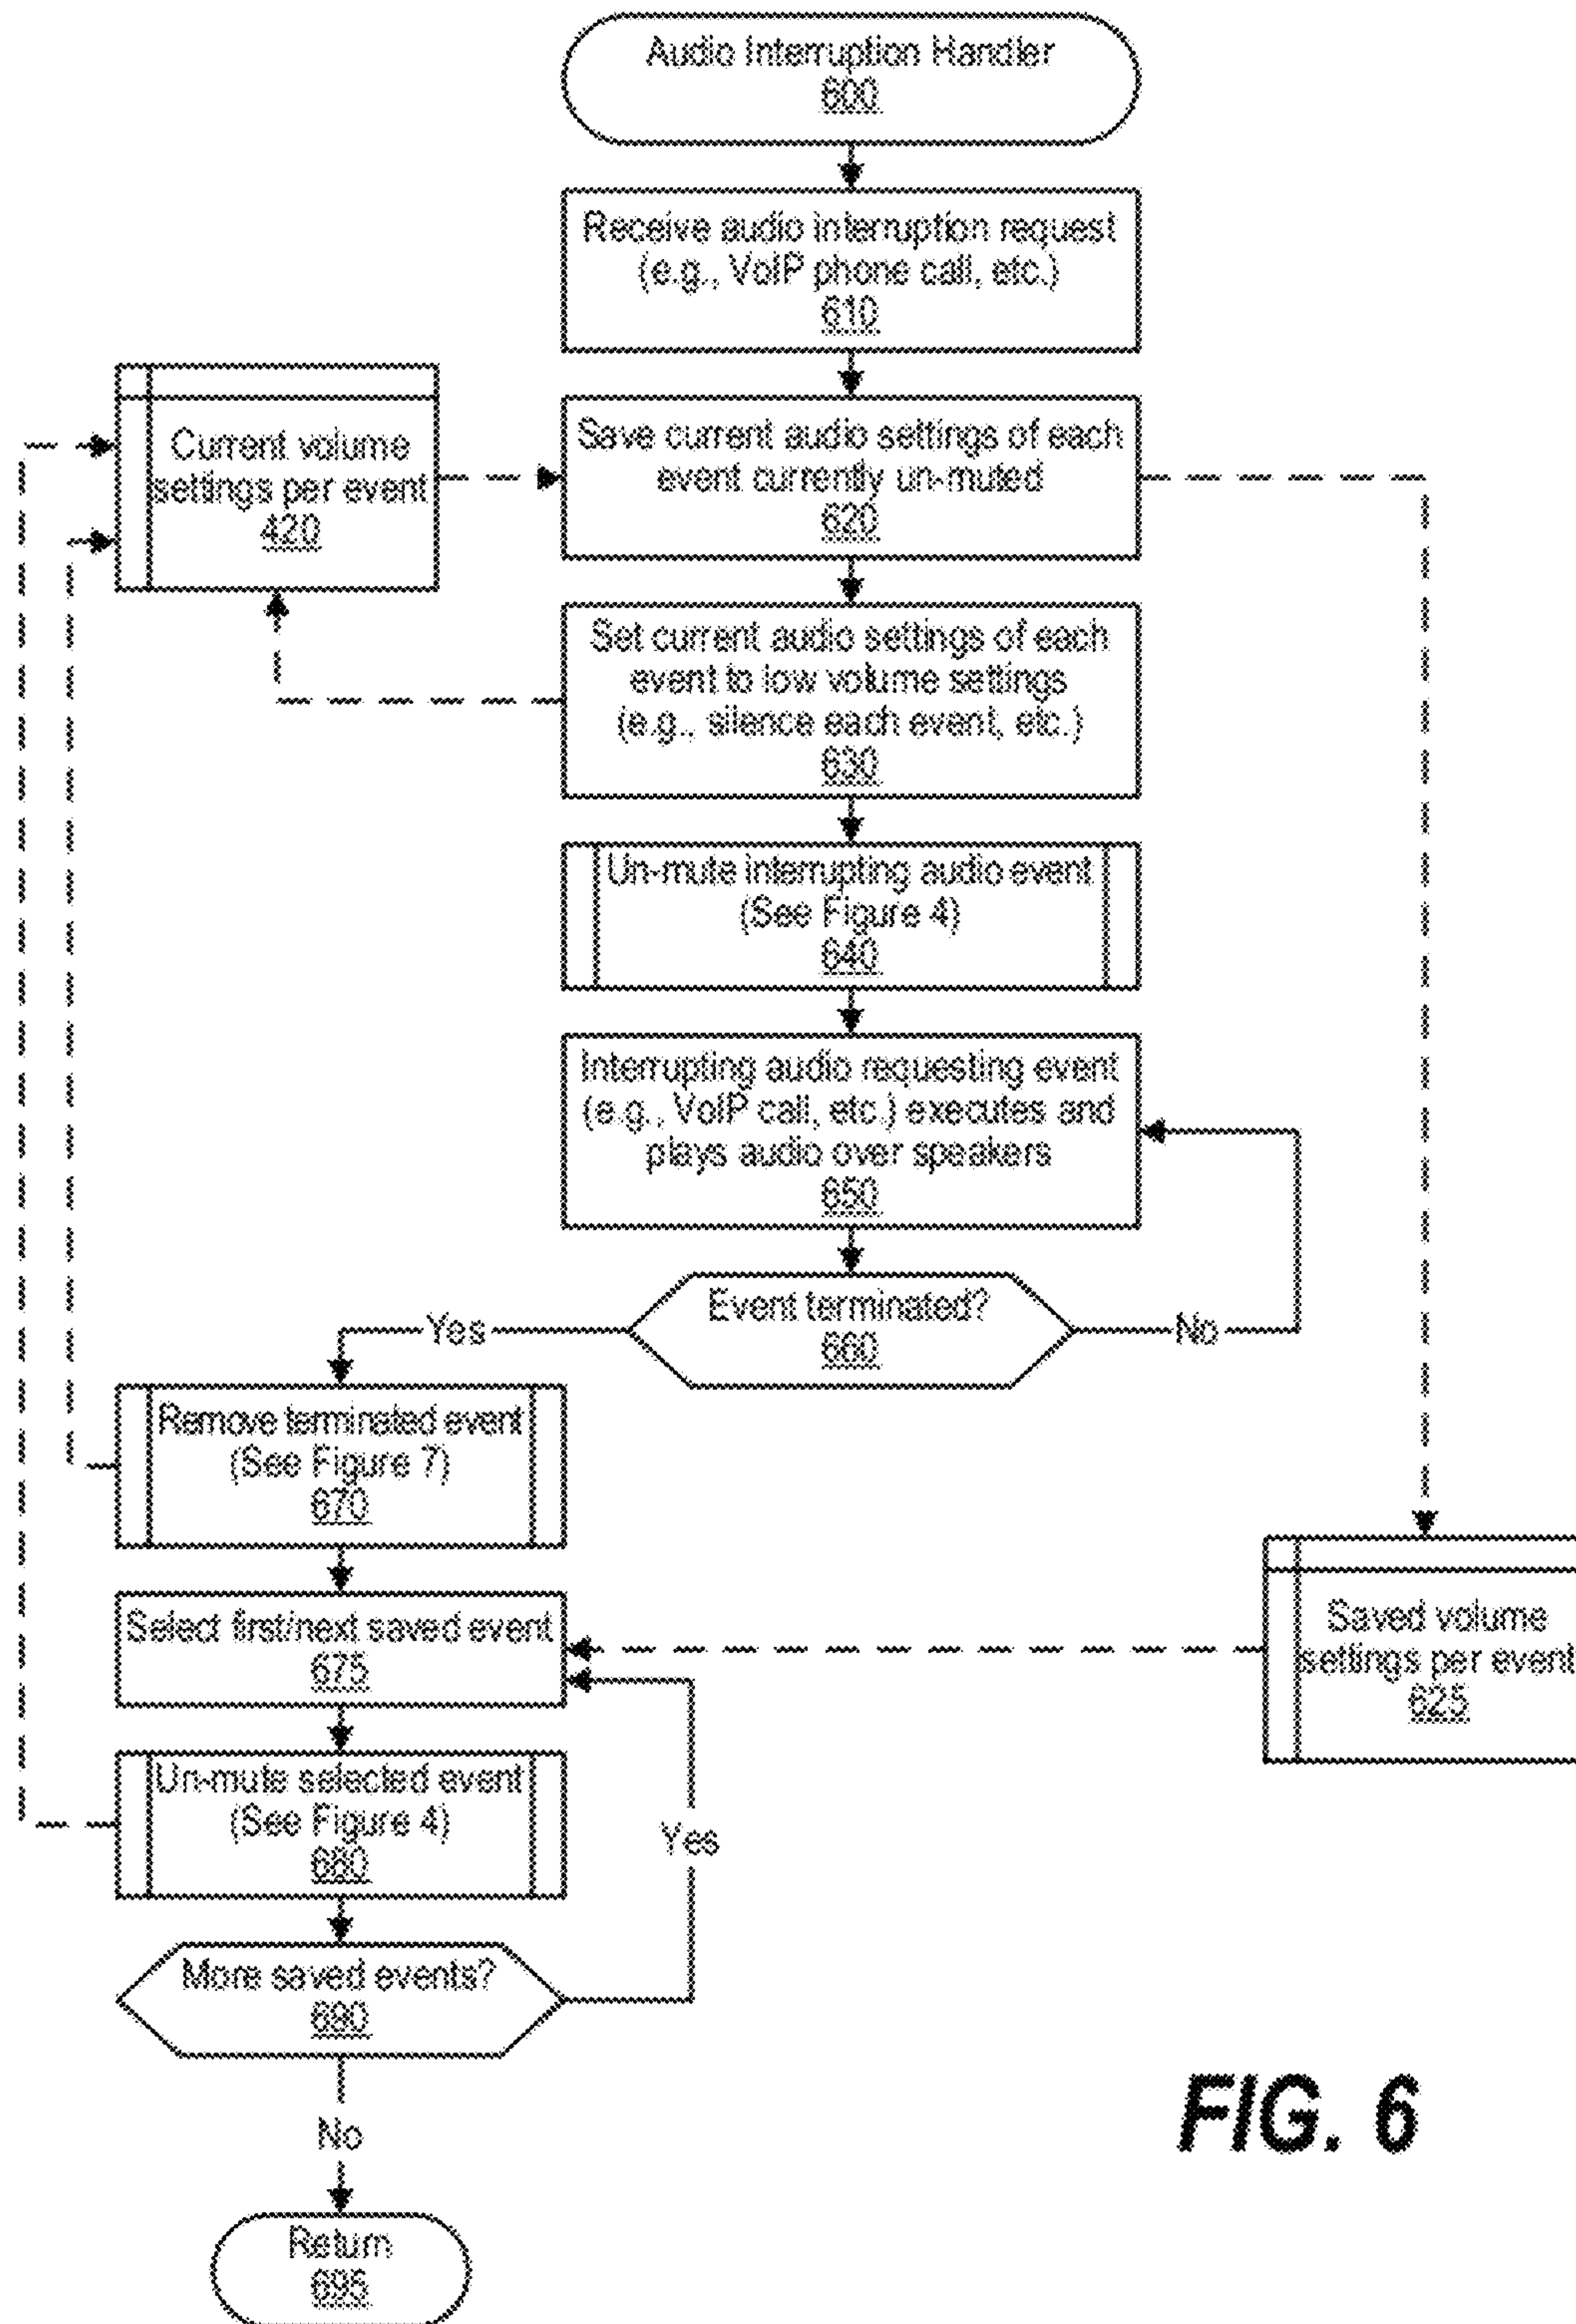 Audio Interruption Handler
600
Receive audio interruption request
(e.g., VoIP phone call, etc.)
610
Current volume
settings per event
420
Save current audio settings of each
event currently un-muted
620
Set current audio settings of each
event to low volume settings
(e.g., silence each event, etc.)
630
Un-mute interrupting audio event
(See Figure 4)
640
Interrupting audio requesting event
(e.g., VoIP call, etc.) executes and
plays audio over speakers
650
Event terminated?
660
Yes
No
Remove terminated event
(See Figure 7)
670
Select first/next saved event
675
Saved volume
settings per event
625
Un-mute selected event
(See Figure 4)
680
Yes
More saved events?
690
No
Return
695
FIG. 6